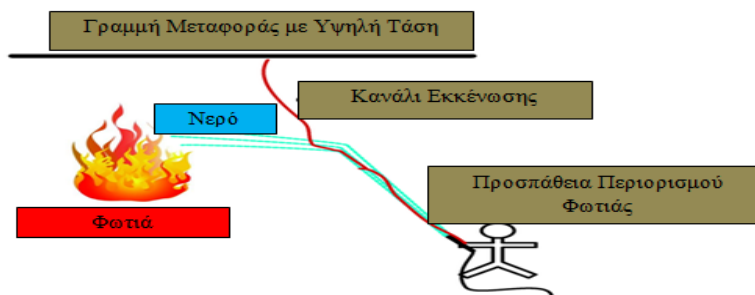 Γραμμή Μεταφοράς με Υψηλή Τάση
Κανάλι Εκκένωσης
Νερό
Προσπάθεια Περιορισμού
Φωτιάς
Φωτιά